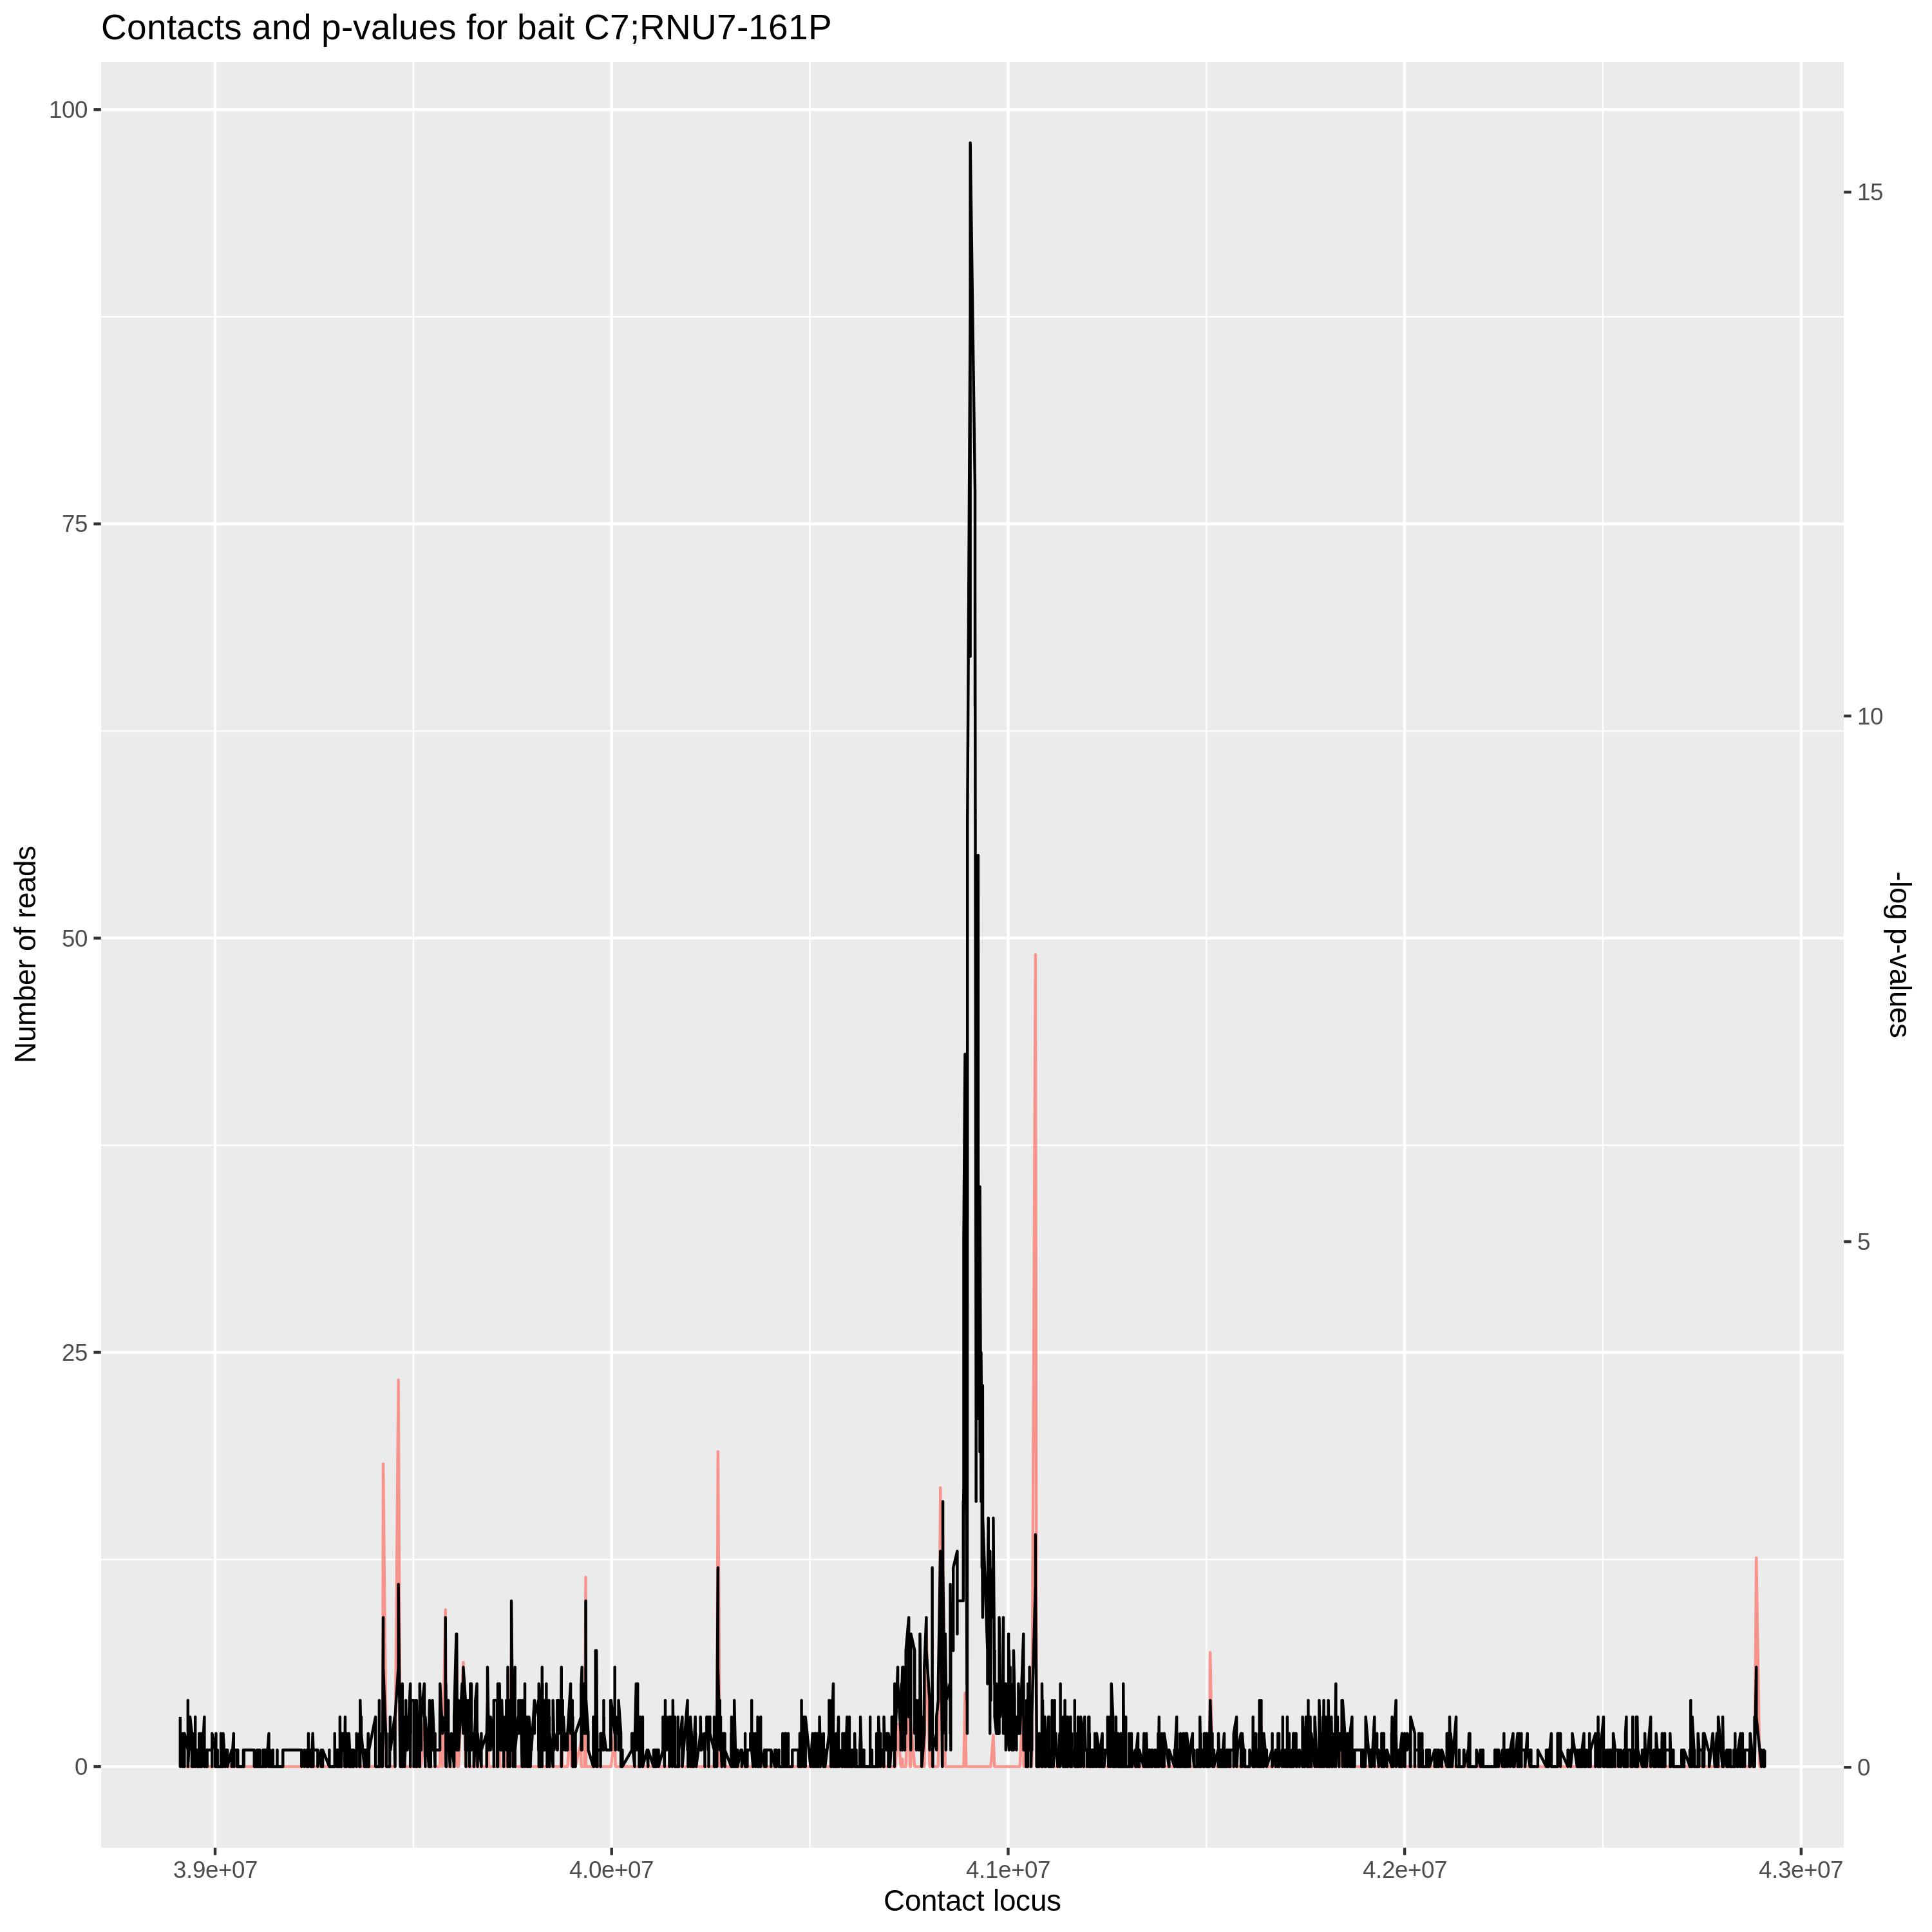 Contacts and p-values for bait C7;RNU7-161P
100
75
50
25
0
Number of reads
15
10
5
0
-log p-values
3.9e+07
4.0e+07
4.1e+07
4.2e+07
4.3e+07
Contact locus